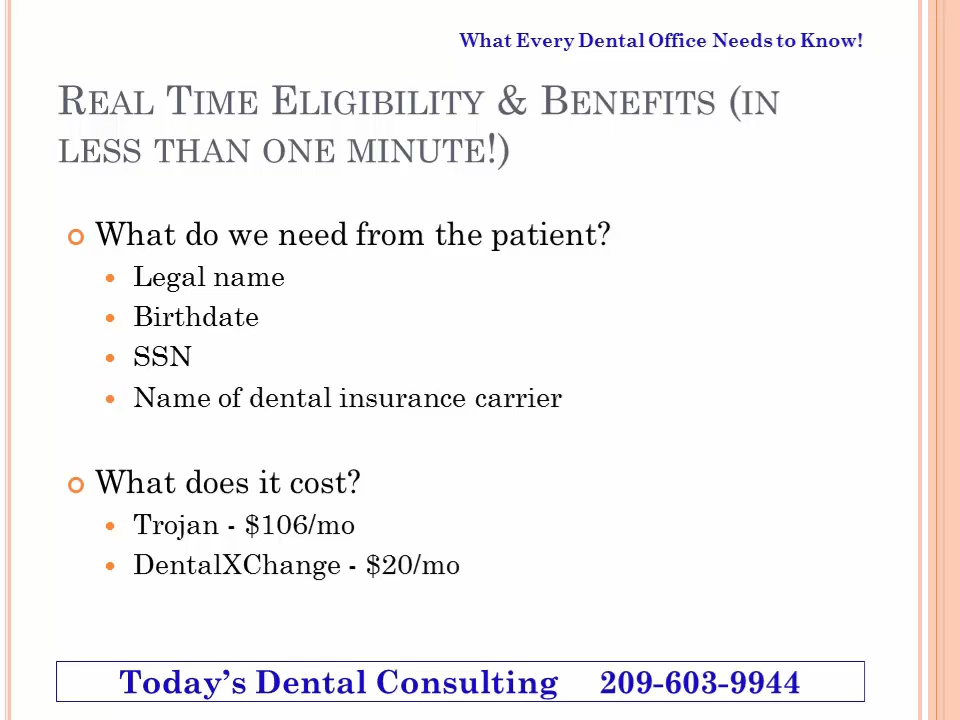 What Every Dental Office Needs to Know!
Real Time Eligibility & Benefits (in
less than one minute!)
What do we need from the patient?
Legal name
Birthdate
SSN
Name of dental insurance carrier
What does it cost?
Trojan - $106/mo
DentalXChange - $20/mo
Today's Dental Consulting 209-603-9944